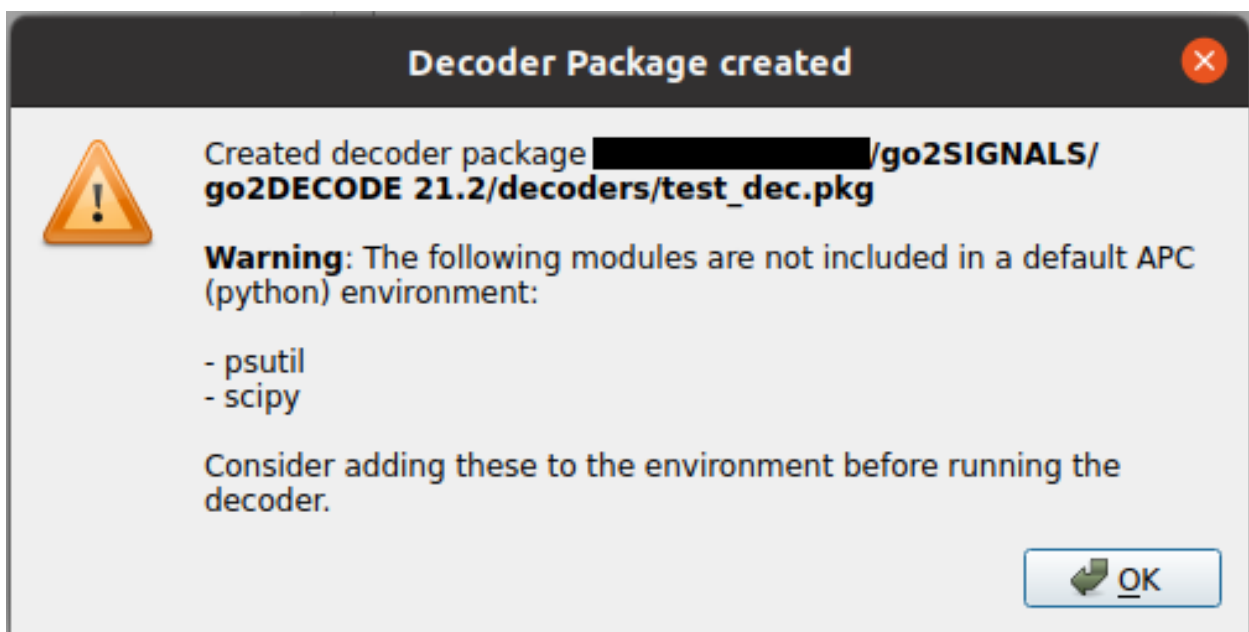 Decoder Package created
Created decoder package /go2SIGNALS/
go2DECODE 21.2/decoders/test_dec.pkg
Warning: The following modules are not included in a default APC
(python) environment:
- psutil
- scipy
Consider adding these to the environment before running the
decoder.
OK